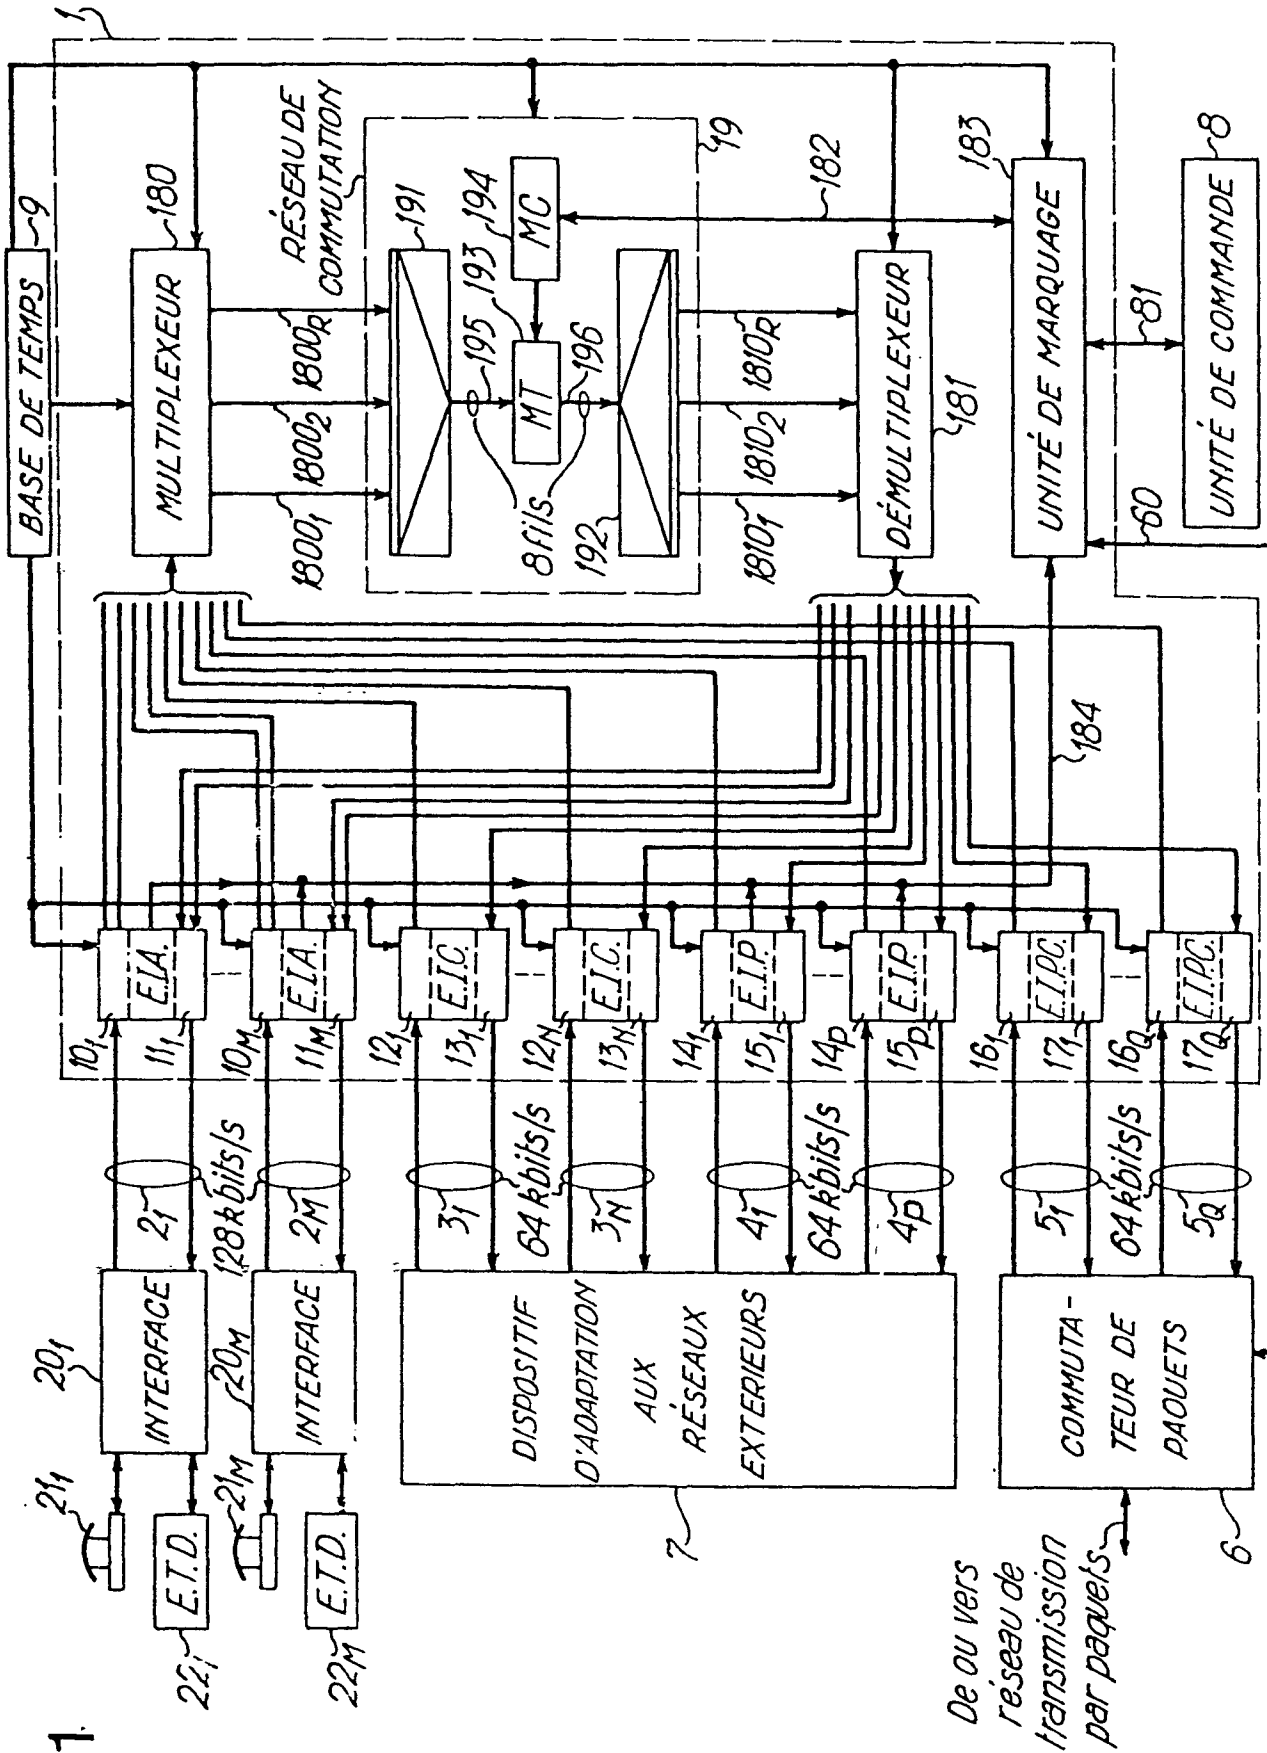 1.
21₁
22₁
E.T.D.
20₁
INTERFACE
2₁
128 kbits/s
10₁
11₁
E.I.A.
21M
22M
E.T.D.
20M
INTERFACE
2M
10M
11M
E.I.A.
7
DISPOSITIF
D'ADAPTATION
AUX
RÉSEAUX
EXTERIEURS
3₁
64 kbits/s
3N
12₁
13₁
E.I.C.
12N
13N
E.I.C.
4₁
64 kbits/s
4P
14₁
15₁
E.I.P.
14P
15P
E.I.P.
De ou vers
réseau de
transmission
par paquets
6
COMMUTA-
TEUR DE
PAQUETS
5₁
64 kbits/s
5Q
16₁
17₁
E.I.P.C.
16Q
17Q
E.I.P.C.
BASE DE TEMPS
9
1
MULTIPLEXEUR
180
1800₁
1800₂
1800R
RÉSEAU DE
COMMUTATION
191
195
193
194
MT
MC
8 fils
196
192
19
1810₁
1810₂
1810R
182
DÉMULTIPLEXEUR
181
184
UNITÉ DE MARQUAGE
183
60
81
UNITÉ DE COMMANDE
8